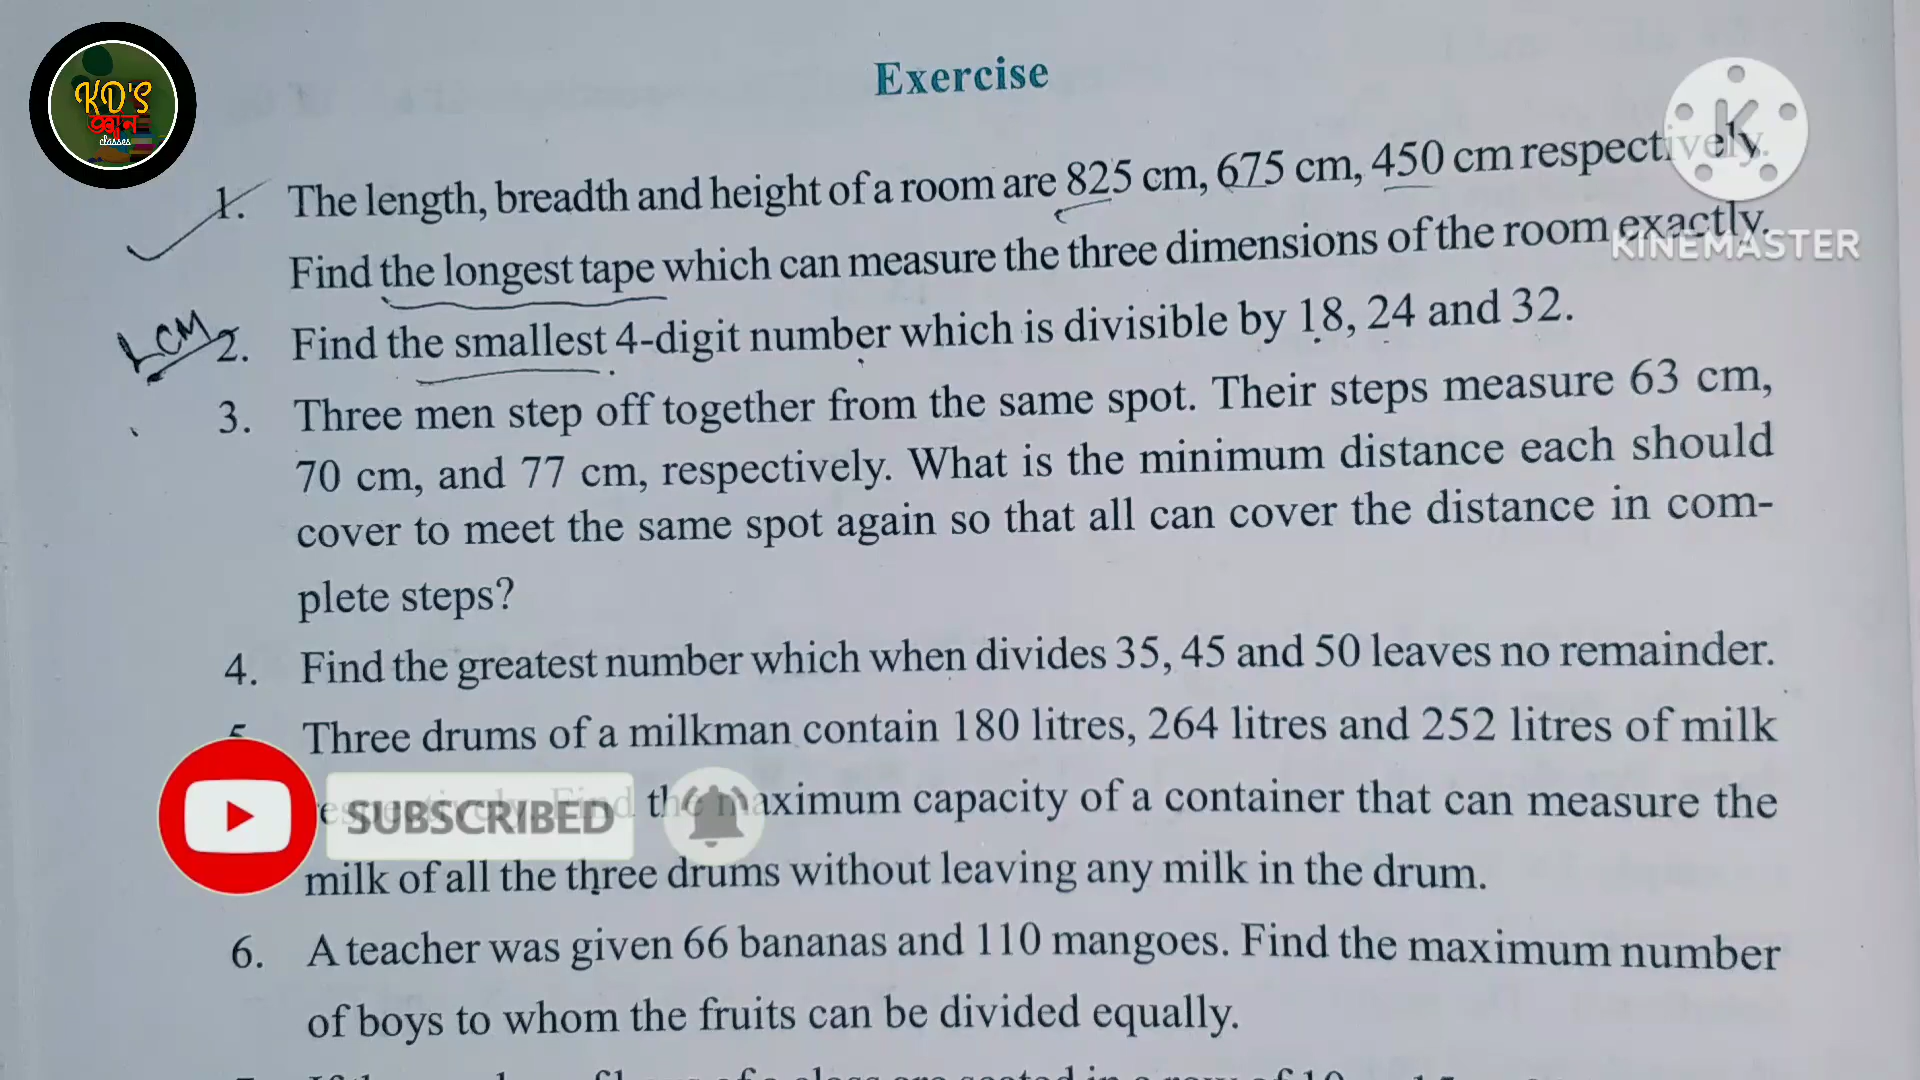 KD'S
জ্ঞান
classes
Exercise
1. The length, breadth and height of a room are 825 cm, 675 cm, 450 cm respectively.
Find the longest tape which can measure the three dimensions of the room exactly.
KINEMASTER
LCM 2. Find the smallest 4-digit number which is divisible by 18, 24 and 32.
3. Three men step off together from the same spot. Their steps measure 63 cm,
70 cm, and 77 cm, respectively. What is the minimum distance each should
cover to meet the same spot again so that all can cover the distance in com-
plete steps?
4. Find the greatest number which when divides 35, 45 and 50 leaves no remainder.
5. Three drums of a milkman contain 180 litres, 264 litres and 252 litres of milk
respectively. Find the maximum capacity of a container that can measure the
SUBSCRIBED
milk of all the three drums without leaving any milk in the drum.
6. A teacher was given 66 bananas and 110 mangoes. Find the maximum number
of boys to whom the fruits can be divided equally.